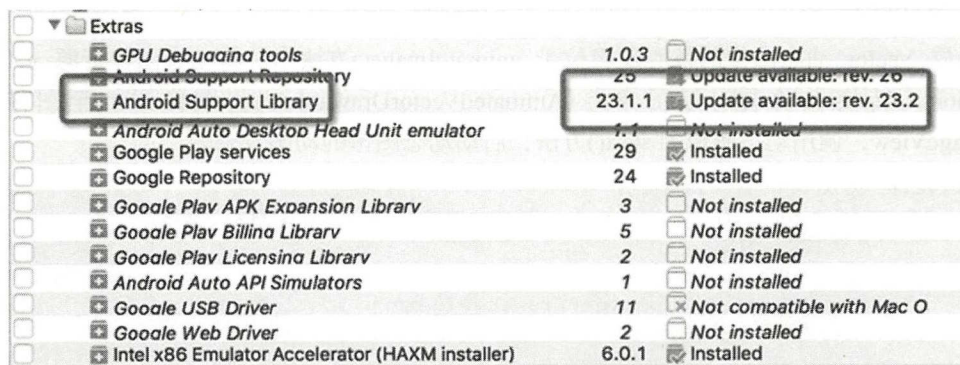 Extras
GPU Debugging tools 1.0.3 Not installed
Android Support Repository 25 Update available: rev. 26
Android Support Library 23.1.1 Update available: rev. 23.2
Android Auto Desktop Head Unit emulator 1.1 Not installed
Google Play services 29 Installed
Google Repository 24 Installed
Google Play APK Expansion Library 3 Not installed
Google Play Billing Library 5 Not installed
Google Play Licensing Library 2 Not installed
Android Auto API Simulators 1 Not installed
Google USB Driver 11 Not compatible with Mac O
Google Web Driver 2 Not installed
Intel x86 Emulator Accelerator (HAXM installer) 6.0.1 Installed